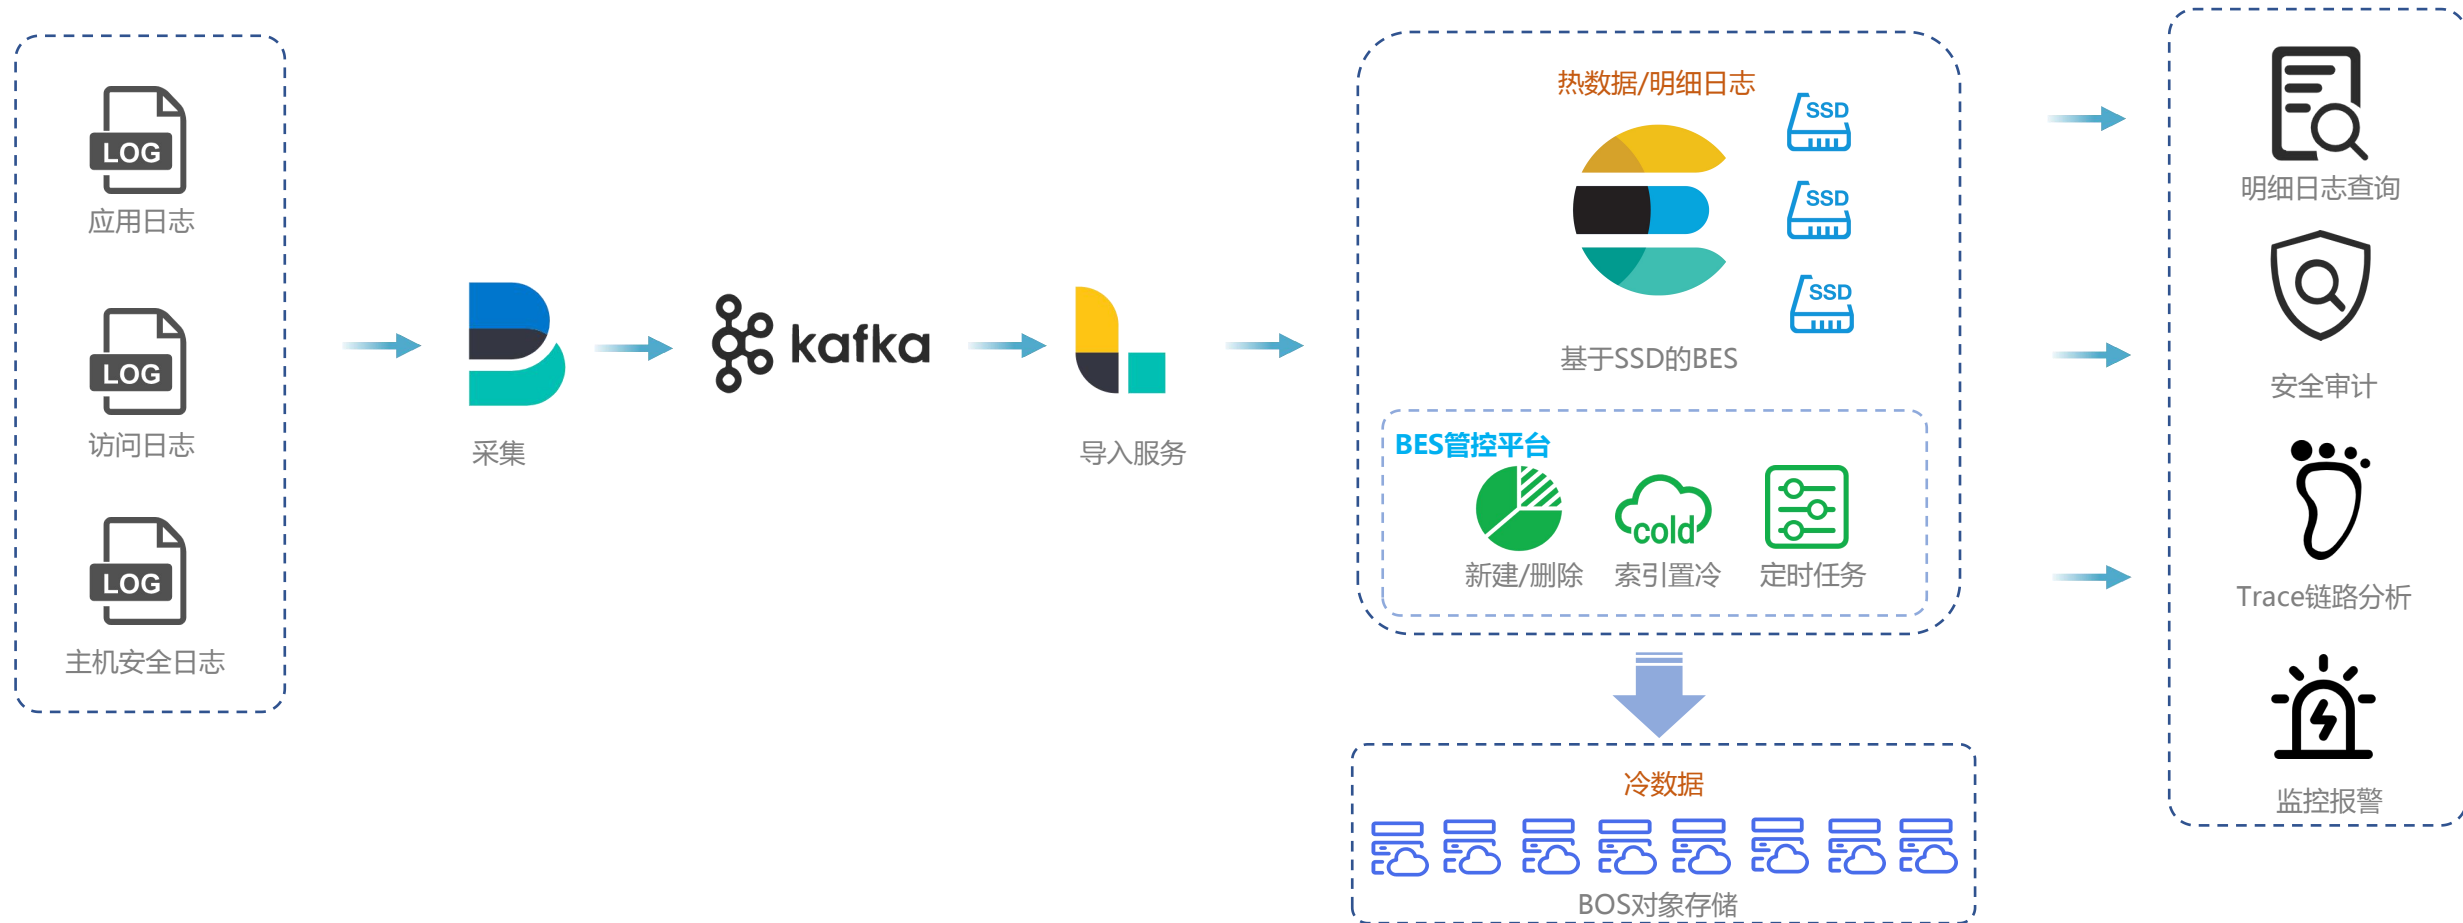 LOG
应用日志
LOG
访问日志
LOG
主机安全日志
采集
kafka
导入服务
热数据/明细日志
SSD
SSD
SSD
基于SSD的BES
BES管控平台
cold
新建/删除
索引置冷
定时任务
冷数据
BOS对象存储
明细日志查询
安全审计
Trace链路分析
监控报警